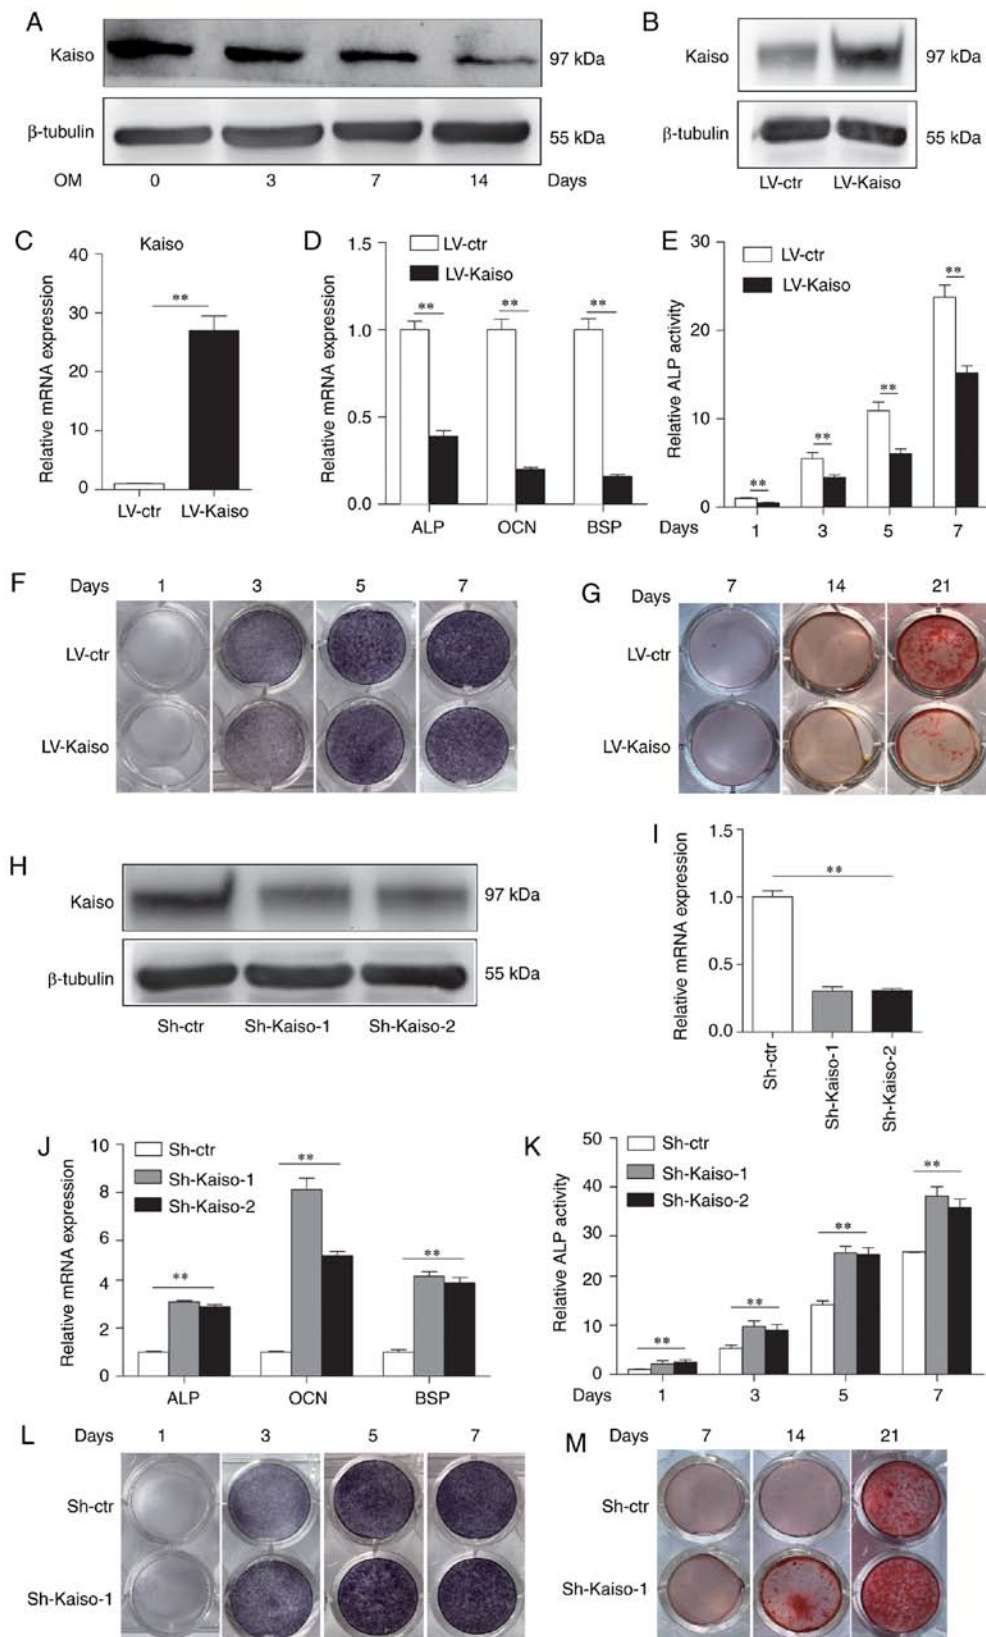 A
Kaiso
97 kDa
β-tubulin
55 kDa
OM 0 3 7 14 Days
B
Kaiso
97 kDa
β-tubulin
55 kDa
LV-ctr LV-Kaiso
C
Kaiso
Relative mRNA expression
40
30
20
10
0
**
LV-ctr LV-Kaiso
D
LV-ctr
LV-Kaiso
Relative mRNA expression
1.5
1.0
0.5
0.0
** ** **
ALP OCN BSP
E
LV-ctr
LV-Kaiso
Relative ALP activity
30
20
10
0
** ** ** **
Days 1 3 5 7
F
Days 1 3 5 7
LV-ctr
LV-Kaiso
G
Days 7 14 21
LV-ctr
LV-Kaiso
H
Kaiso
97 kDa
β-tubulin
55 kDa
Sh-ctr Sh-Kaiso-1 Sh-Kaiso-2
I
Relative mRNA expression
1.5
1.0
0.5
0.0
**
Sh-ctr
Sh-Kaiso-1
Sh-Kaiso-2
J
Sh-ctr
Sh-Kaiso-1
Sh-Kaiso-2
Relative mRNA expression
10
8
6
4
2
0
** ** **
ALP OCN BSP
K
Sh-ctr
Sh-Kaiso-1
Sh-Kaiso-2
Relative ALP activity
50
40
30
20
10
0
** ** ** **
Days 1 3 5 7
L
Days 1 3 5 7
Sh-ctr
Sh-Kaiso-1
M
Days 7 14 21
Sh-ctr
Sh-Kaiso-1